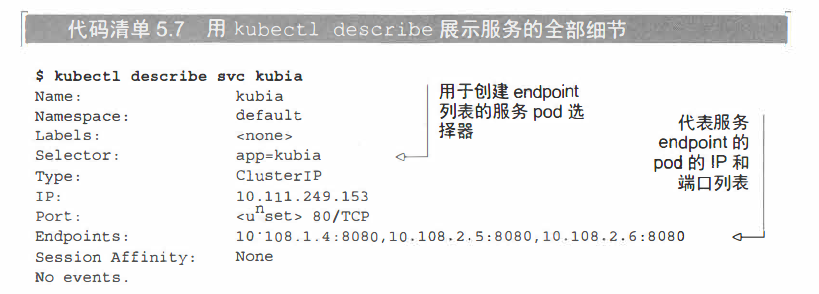 代码清单 5.7 用 kubectl describe 展示服务的全部细节
$ kubectl describe svc kubia
Name: kubia
Namespace: default
Labels: <none>
Selector: app=kubia
Type: ClusterIP
IP: 10.111.249.153
Port: <unset> 80/TCP
Endpoints: 10.108.1.4:8080,10.108.2.5:8080,10.108.2.6:8080
Session Affinity: None
No events.
用于创建 endpoint
列表的服务 pod 选
择器
代表服务
endpoint 的
pod 的 IP 和
端口列表